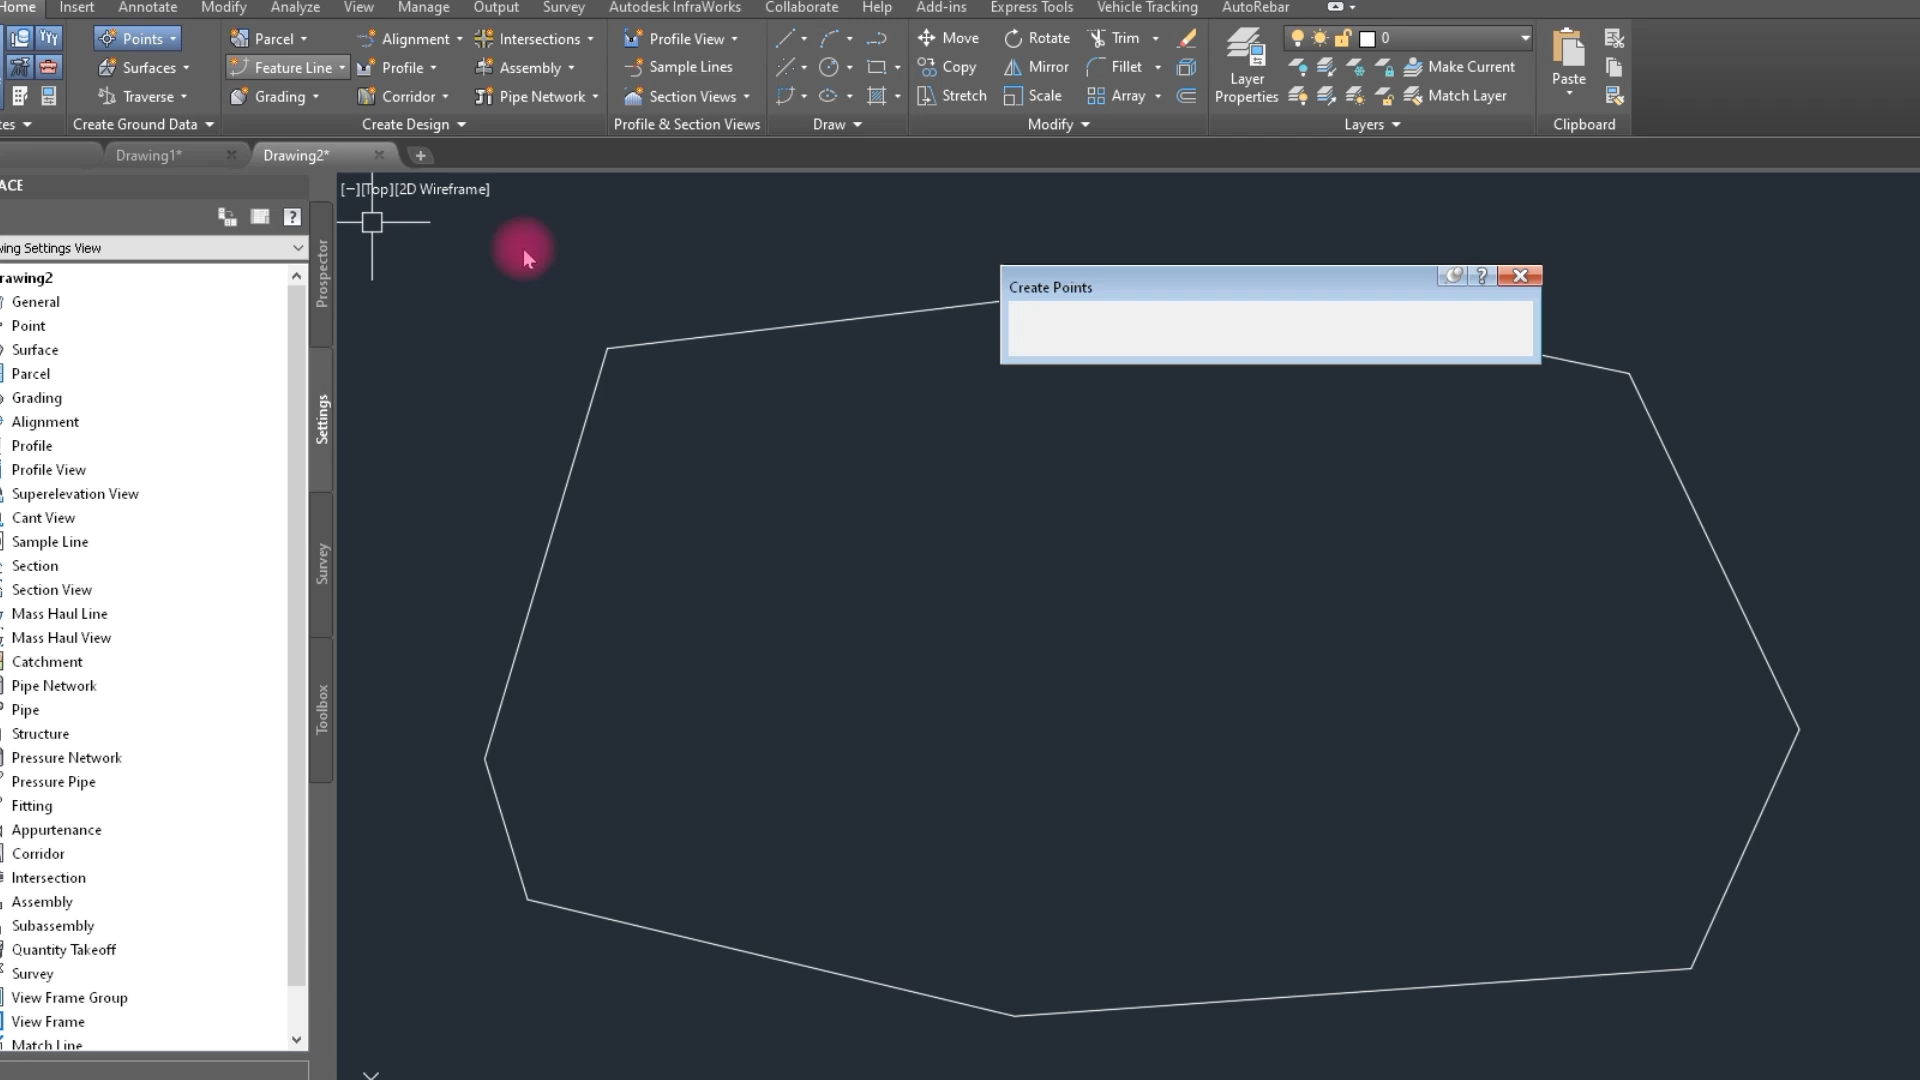 Home Insert Annotate Modify Analyze View Manage Output Survey Autodesk InfraWorks Collaborate Help Add-ins Express Tools Vehicle Tracking AutoRebar
Points Parcel Alignment Intersections Profile View Move Rotate Trim 0
Surfaces Feature Line Profile Assembly Sample Lines Copy Mirror Fillet Make Current
Traverse Grading Corridor Pipe Network Section Views Stretch Scale Array Match Layer
Layer Properties
Paste
Create Ground Data Create Design Profile & Section Views Draw Modify Layers Clipboard
Drawing1* Drawing2*
ACE
[−][Top][2D Wireframe]
wing Settings View
rawing2
General
Point
Surface
Parcel
Grading
Alignment
Profile
Profile View
Superelevation View
Cant View
Sample Line
Section
Section View
Mass Haul Line
Mass Haul View
Catchment
Pipe Network
Pipe
Structure
Pressure Network
Pressure Pipe
Fitting
Appurtenance
Corridor
Intersection
Assembly
Subassembly
Quantity Takeoff
Survey
View Frame Group
View Frame
Match Line
Prospector
Settings
Survey
Toolbox
Create Points